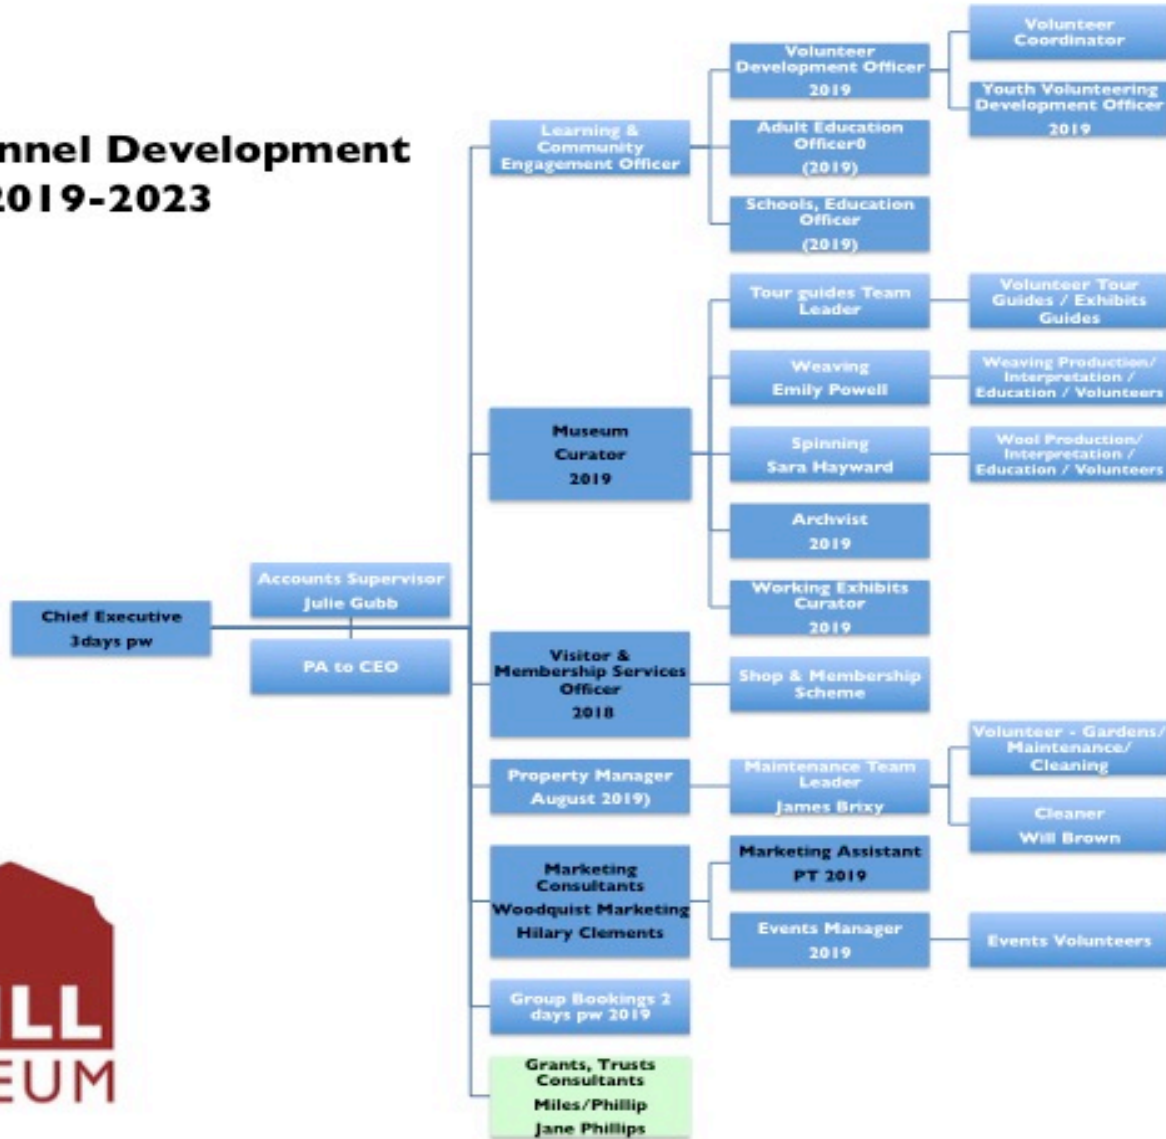 nnel Development
2019-2023
Chief Executive
3days pw
Accounts Supervisor
Julie Gubb
PA to CEO
Learning &
Community
Engagement Officer
Volunteer
Development Officer
2019
Volunteer
Coordinator
Youth Volunteering
Development Officer
2019
Adult Education
Officer0
(2019)
Schools, Education
Officer
(2019)
Museum
Curator
2019
Tour guides Team
Leader
Volunteer Tour
Guides / Exhibits
Guides
Weaving
Emily Powell
Weaving Production/
Interpretation /
Education / Volunteers
Spinning
Sara Hayward
Wool Production/
Interpretation /
Education / Volunteers
Archvist
2019
Working Exhibits
Curator
2019
Visitor &
Membership Services
Officer
2018
Shop & Membership
Scheme
Property Manager
August 2019)
Maintenance Team
Leader
James Brixy
Volunteer - Gardens/
Maintenance/
Cleaning
Cleaner
Will Brown
Marketing
Consultants
Woodquist Marketing
Hilary Clements
Marketing Assistant
PT 2019
Events Manager
2019
Events Volunteers
Group Bookings 2
days pw 2019
Grants, Trusts
Consultants
Miles/Phillip
Jane Phillips
ILL
EUM